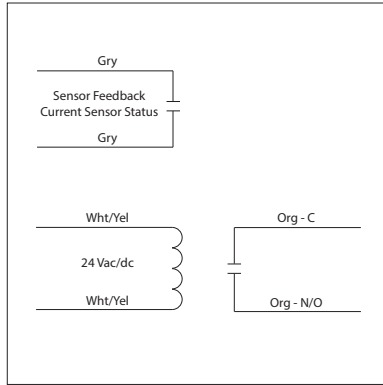 Gry
Sensor Feedback
Current Sensor Status
Gry
Wht/Yel
Org - C
24 Vac/dc
Wht/Yel
Org - N/O